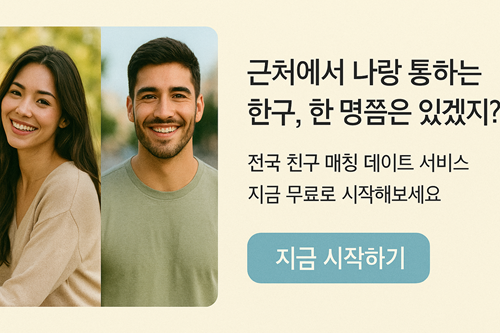 근처에서 나랑 통하는
한구, 한 명쯤은 있겠지?
전국 친구 매칭 데이트 서비스
지금 무료로 시작해보세요
지금 시작하기